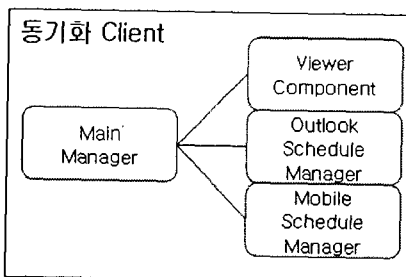 동기화 Client
Viewer
Component
Main
Manager
Outlook
Schedule
Manager
Mobile
Schedule
Manager